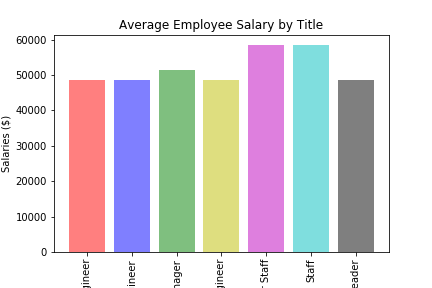 Average Employee Salary by Title
Salaries ($)
60000
50000
40000
30000
20000
10000
0
gineer
ineer
nager
gineer
r Staff
Staff
eader